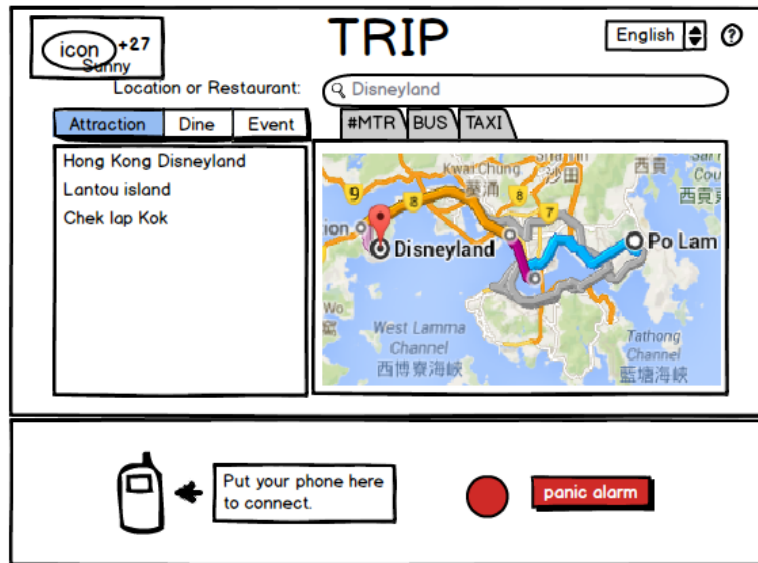 TRIP
icon
+27
Sunny
English
?
Location or Restaurant:
Disneyland
Attraction
Dine
Event
#MTR
BUS
TAXI
Hong Kong Disneyland
Lantou island
Chek lap Kok
Kwai Chung
葵涌
沙田
西貢
9
8
8
7
Disneyland
Po Lam
West Lamma
Channel
西博寮海峽
Tathong
Channel
藍塘海峽
Put your phone here
to connect.
panic alarm